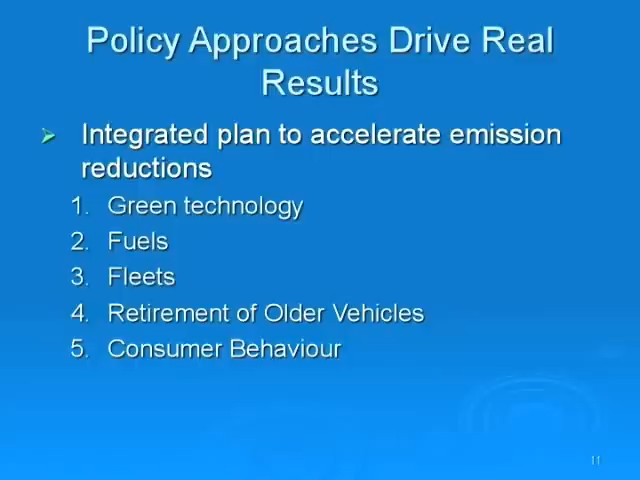 Policy Approaches Drive Real
Results
Integrated plan to accelerate emission
reductions
1. Green technology
2. Fuels
3. Fleets
4. Retirement of Older Vehicles
5. Consumer Behaviour
11